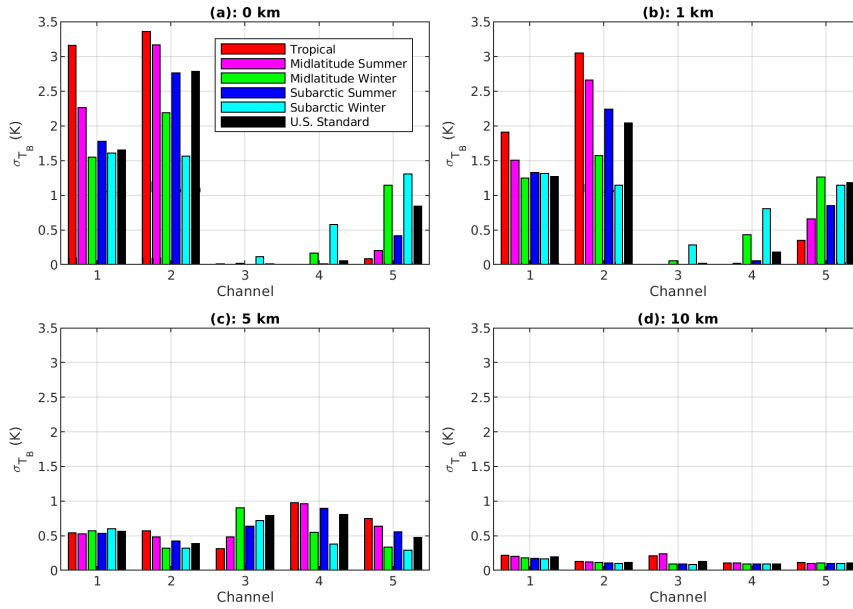 (a): 0 km
3.5
3
2.5
2
1.5
1
0.5
0
σT_B (K)
Tropical
Midlatitude Summer
Midlatitude Winter
Subarctic Summer
Subarctic Winter
U.S. Standard
1 2 3 4 5
Channel
(b): 1 km
3.5
3
2.5
2
1.5
1
0.5
0
σT_B (K)
1 2 3 4 5
Channel
(c): 5 km
3.5
3
2.5
2
1.5
1
0.5
0
σT_B (K)
1 2 3 4 5
Channel
(d): 10 km
3.5
3
2.5
2
1.5
1
0.5
0
σT_B (K)
1 2 3 4 5
Channel